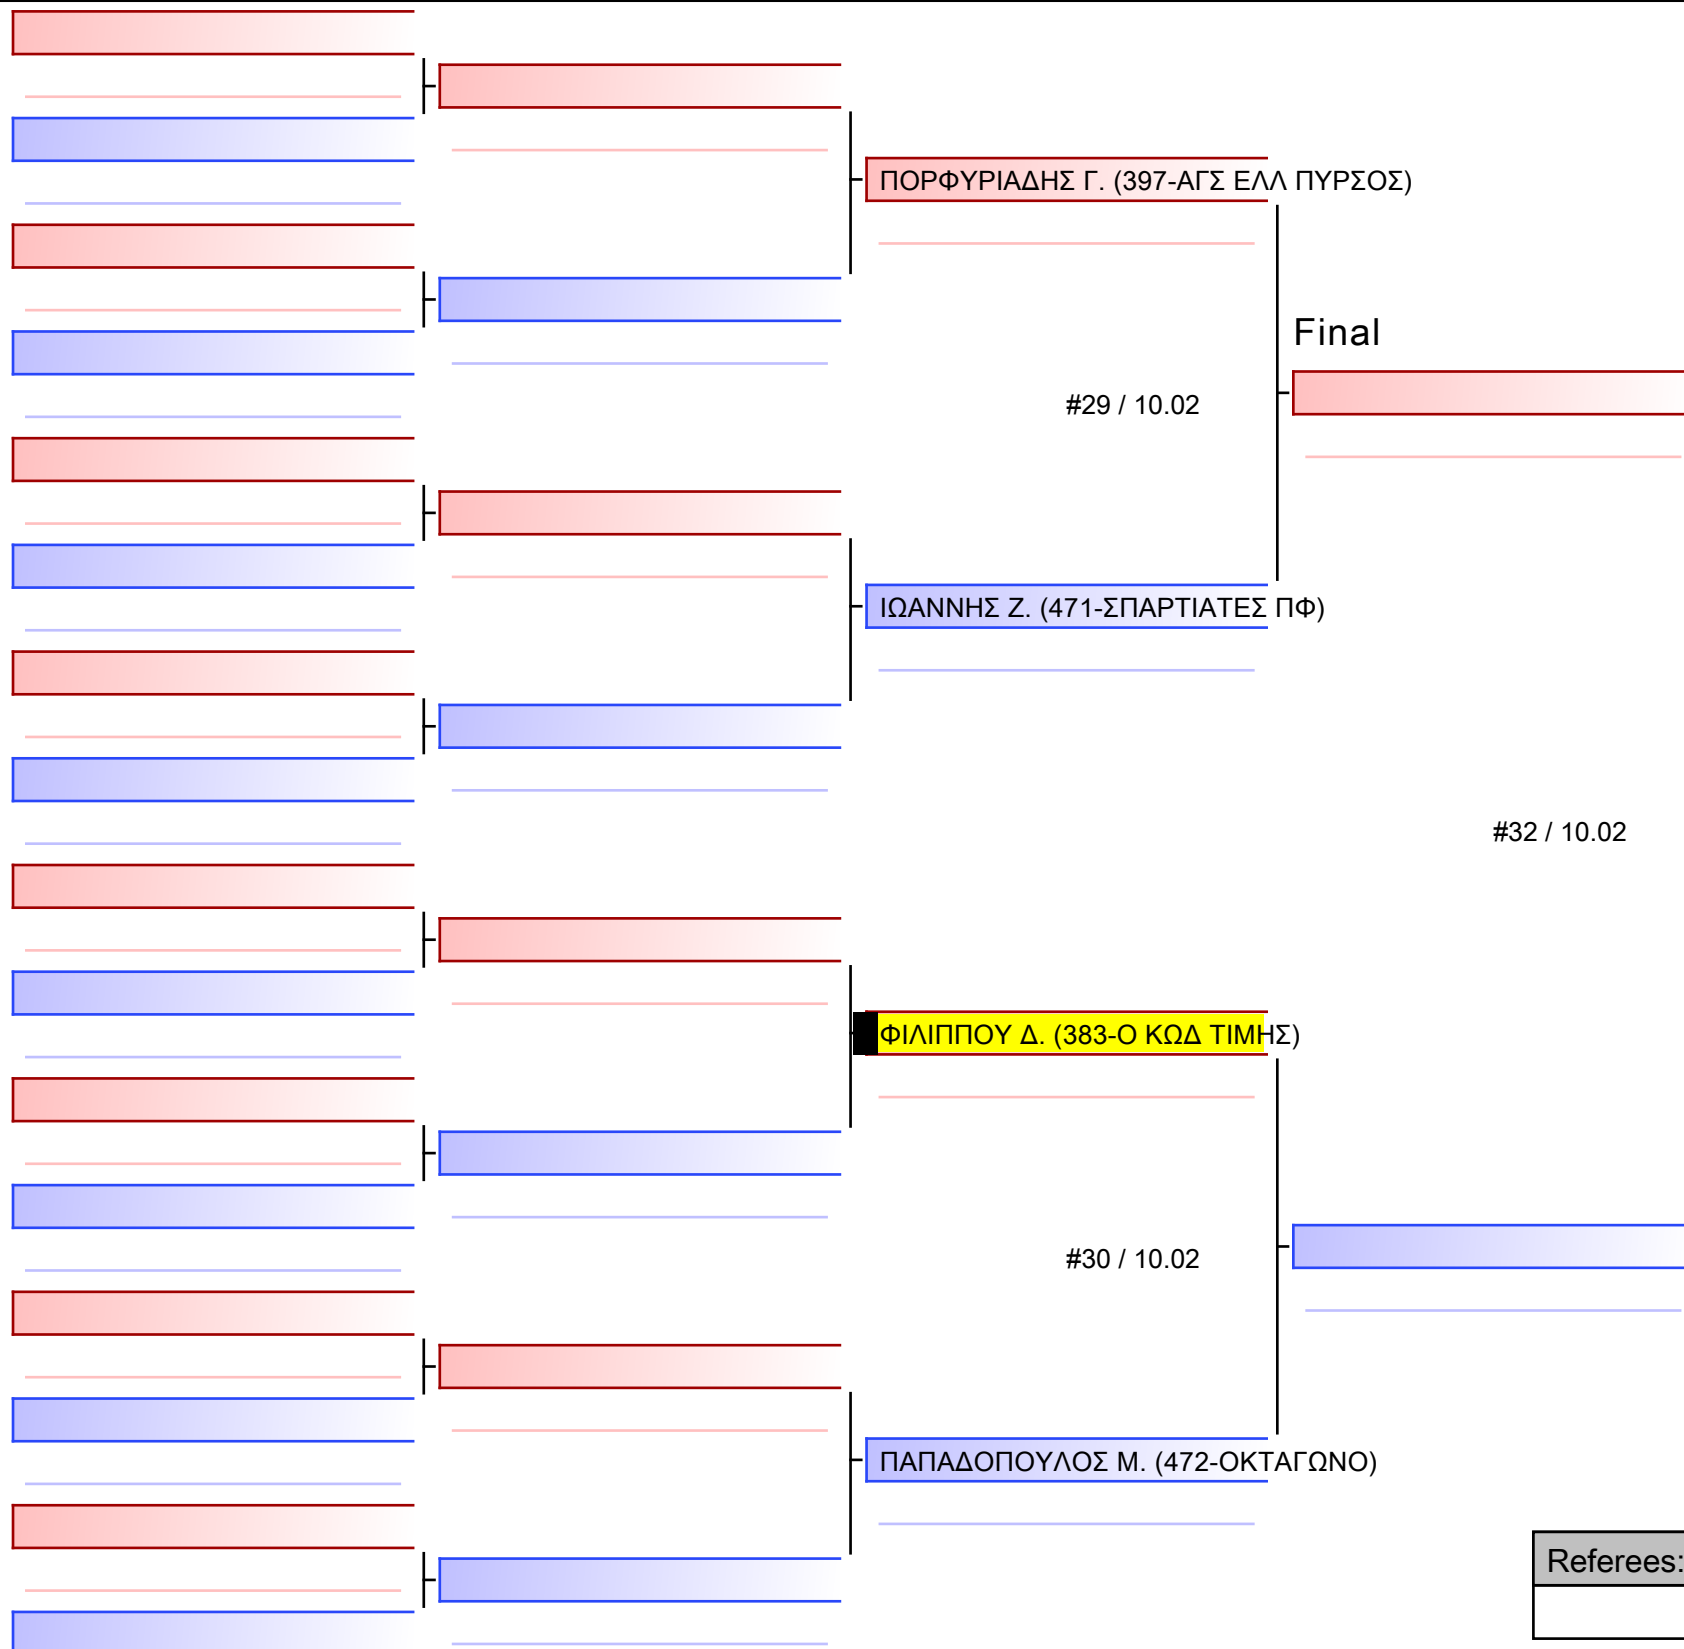 ΠΟΡΦΥΡΙΑΔΗΣ Γ. (397-ΑΓΣ ΕΛΛ ΠΥΡΣΟΣ)
Final
#29 / 10.02
ΙΩΑΝΝΗΣ Ζ. (471-ΣΠΑΡΤΙΑΤΕΣ ΠΦ)
#32 / 10.02
ΦΙΛΙΠΠΟΥ Δ. (383-Ο ΚΩΔ ΤΙΜΗΣ)
#30 / 10.02
ΠΑΠΑΔΟΠΟΥΛΟΣ Μ. (472-ΟΚΤΑΓΩΝΟ)
Referees: